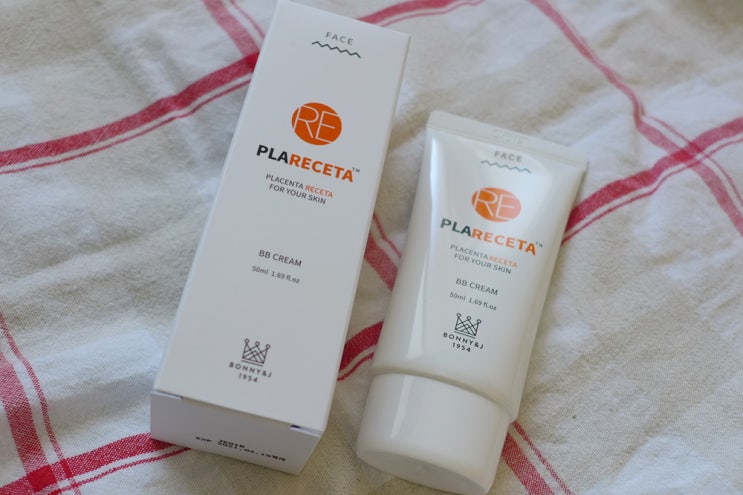 FACE
RE
PLARECETA™
PLACENTA RECETA
FOR YOUR SKIN
BB CREAM
50ml 1.69 fl.oz
BONNY&J
1954
FACE
RE
PLARECETA™
PLACENTA RECETA
FOR YOUR SKIN
BB CREAM
50ml 1.69 fl.oz
BONNY&J
1954